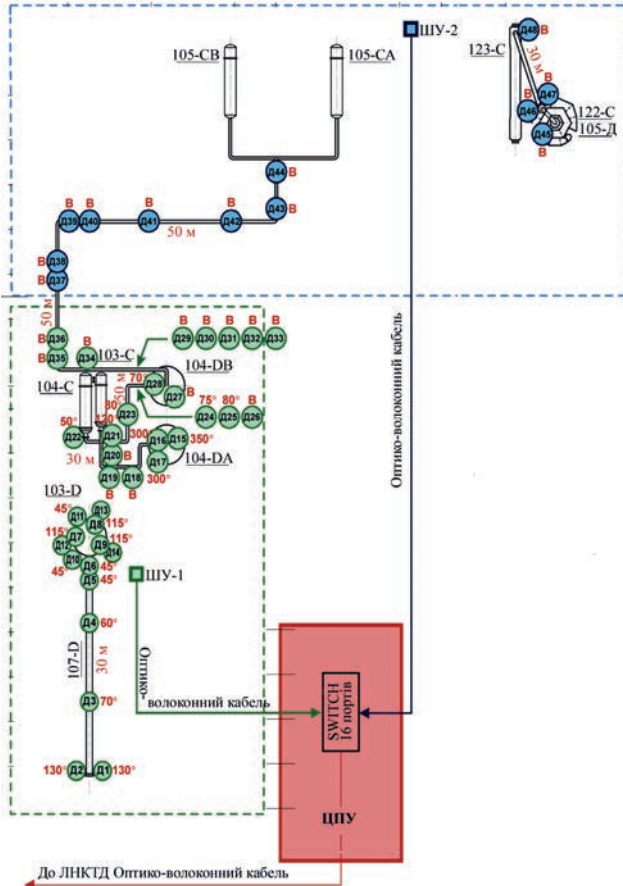 105-СВ
105-СА
ШУ-2
123-С
Д48
В
30 м
В
Д47
В
Д46
122-С
105-Д
Д45
В
Д44
В
Д43
В
В
В
В
В
Д39
Д40
Д41
Д42
50 м
В
Д38
В
Д37
50 м
В
Д36
В
Д35
В
Д34
103-С
В
В
В
В
В
Д29
Д30
Д31
Д32
Д33
104-DB
104-С
70°
Д28
Д27
В
50 м
80°
Д23
75°
80°
В
Д24
Д25
Д26
50°
Д22
120°
Д21
300°
Д16
Д15
350°
30 м
Д20
В
Д17
104-DA
Д19
Д18
300°
В
В
103-D
45°
Д11
Д13
Д8
115°
115°
Д7
Д12
Д9
115°
Д14
Д10
45°
Д6
45°
Д5
45°
ШУ-1
Д4
60°
107-D
30 м
Д3
70°
130°
Д2
Д1
130°
Оптико-
волоконний кабель
Оптико-волоконний кабель
SWITCH
16 портів
ЦПУ
До ЛНКТД Оптико-волоконний кабель